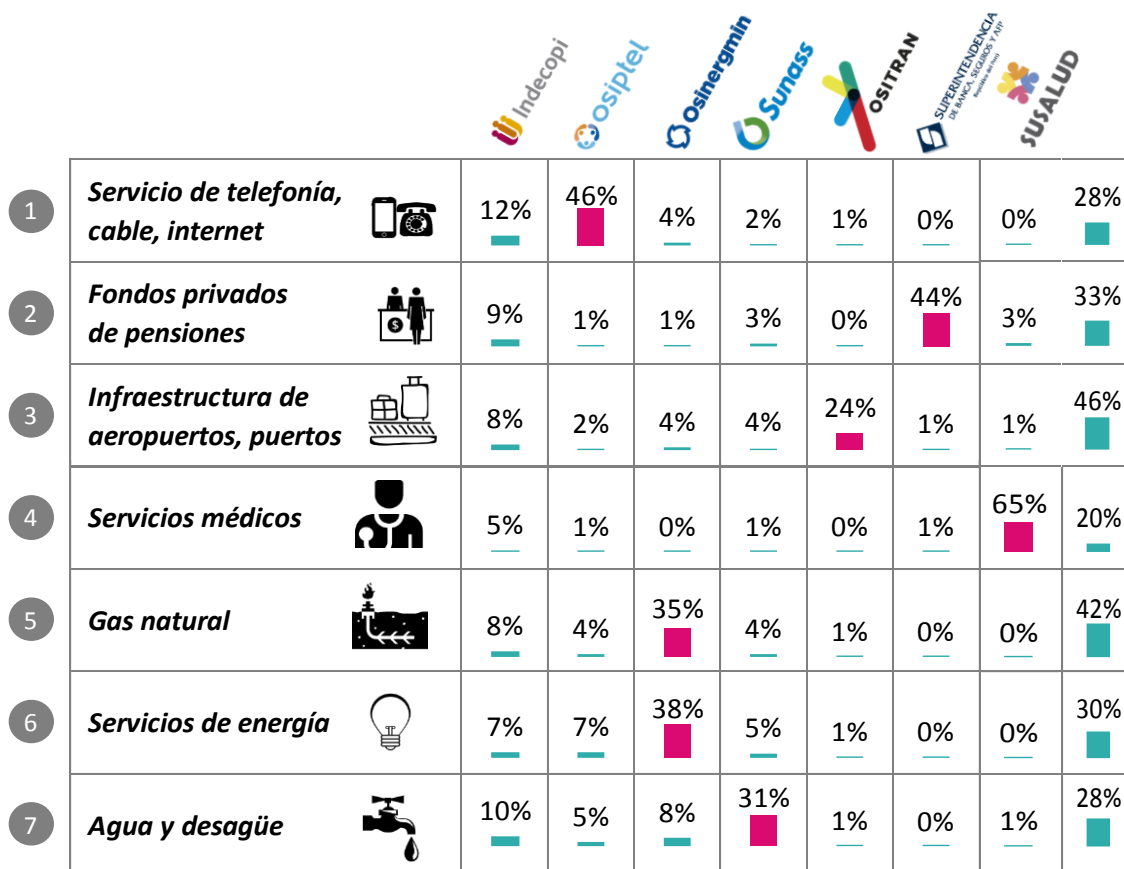 Indecopi
Osiptel
Osinergmin
Sunass
OSITRAN
SUPERINTENDENCIA
DE BANCA, SEGUROS Y AFP
República del Perú
SUSALUD
1
Servicio de telefonía,
cable, internet
12% 46% 4% 2% 1% 0% 0% 28%
2
Fondos privados
de pensiones
$
9% 1% 1% 3% 0% 44% 3% 33%
3
Infraestructura de
aeropuertos, puertos
8% 2% 4% 4% 24% 1% 1% 46%
4
Servicios médicos
5% 1% 0% 1% 0% 1% 65% 20%
5
Gas natural
8% 4% 35% 4% 1% 0% 0% 42%
6
Servicios de energía
7% 7% 38% 5% 1% 0% 0% 30%
7
Agua y desagüe
10% 5% 8% 31% 1% 0% 1% 28%